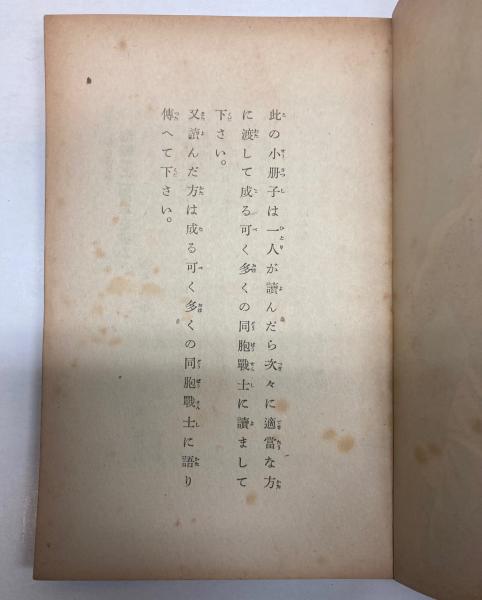 此の小册子は一人が讀んだら次々に適當な方
に渡して成る可く多くの同胞戰士に讀まして
下さい。
又讀んだ方は成る可く多くの同胞戰士に語り
傳へて下さい。